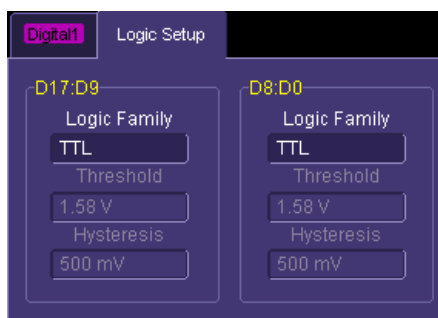 Digital1 Logic Setup
D17:D9
Logic Family
TTL
Threshold
1.58 V
Hysteresis
500 mV
D8:D0
Logic Family
TTL
Threshold
1.58 V
Hysteresis
500 mV